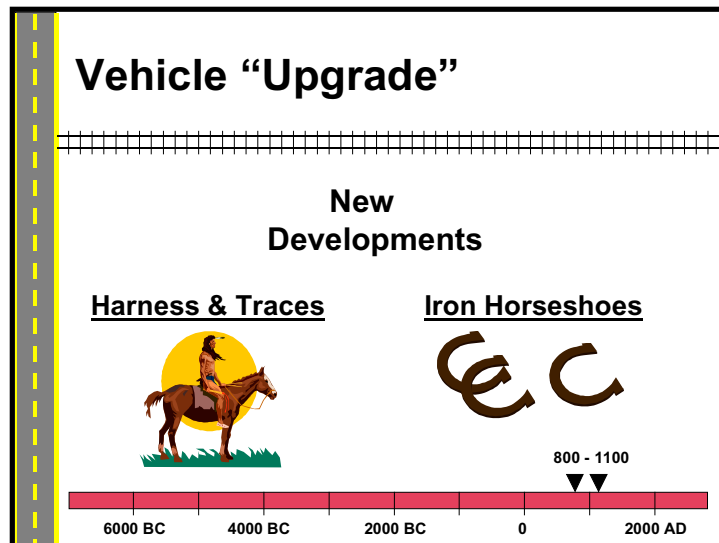 Vehicle “Upgrade”
New
Developments
Harness & Traces
Iron Horseshoes
800 - 1100
6000 BC
4000 BC
2000 BC
0
2000 AD